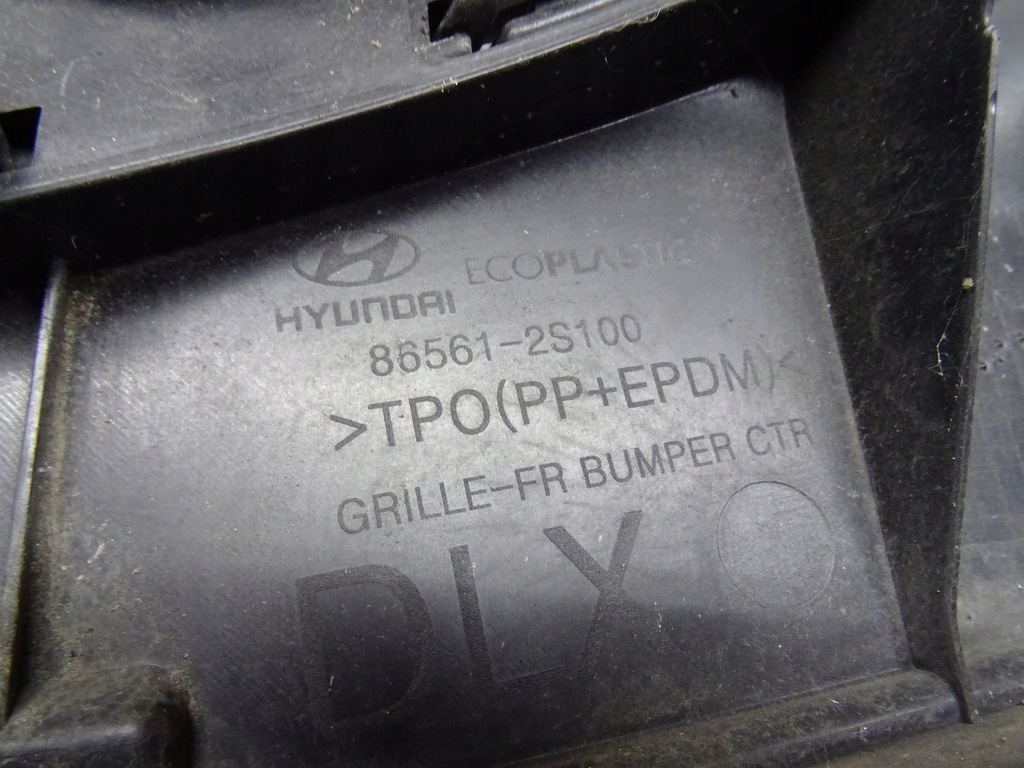 HYUNDAI ECOPLASTIC
86561-2S100
>TPO(PP+EPDM)<
GRILLE-FR BUMPER CTR
DLX